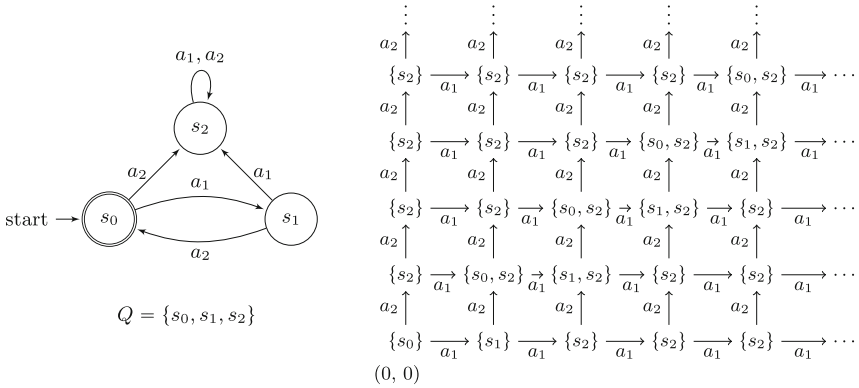 a₁, a₂
s₂
a₂
a₁
a₁
start
s₀
s₁
a₂
Q = {s₀, s₁, s₂}
⋮ ⋮ ⋮ ⋮ ⋮
a₂ a₂ a₂ a₂ a₂
{s₂} a₁ {s₂} a₁ {s₂} a₁ {s₂} a₁ {s₀, s₂} a₁ ⋯
a₂ a₂ a₂ a₂ a₂
{s₂} a₁ {s₂} a₁ {s₂} a₁ {s₀, s₂} a₁ {s₁, s₂} a₁ ⋯
a₂ a₂ a₂ a₂ a₂
{s₂} a₁ {s₂} a₁ {s₀, s₂} a₁ {s₁, s₂} a₁ {s₂} a₁ ⋯
a₂ a₂ a₂ a₂ a₂
{s₂} a₁ {s₀, s₂} a₁ {s₁, s₂} a₁ {s₂} a₁ {s₂} a₁ ⋯
a₂ a₂ a₂ a₂ a₂
{s₀} a₁ {s₁} a₁ {s₂} a₁ {s₂} a₁ {s₂} a₁ ⋯
(0, 0)